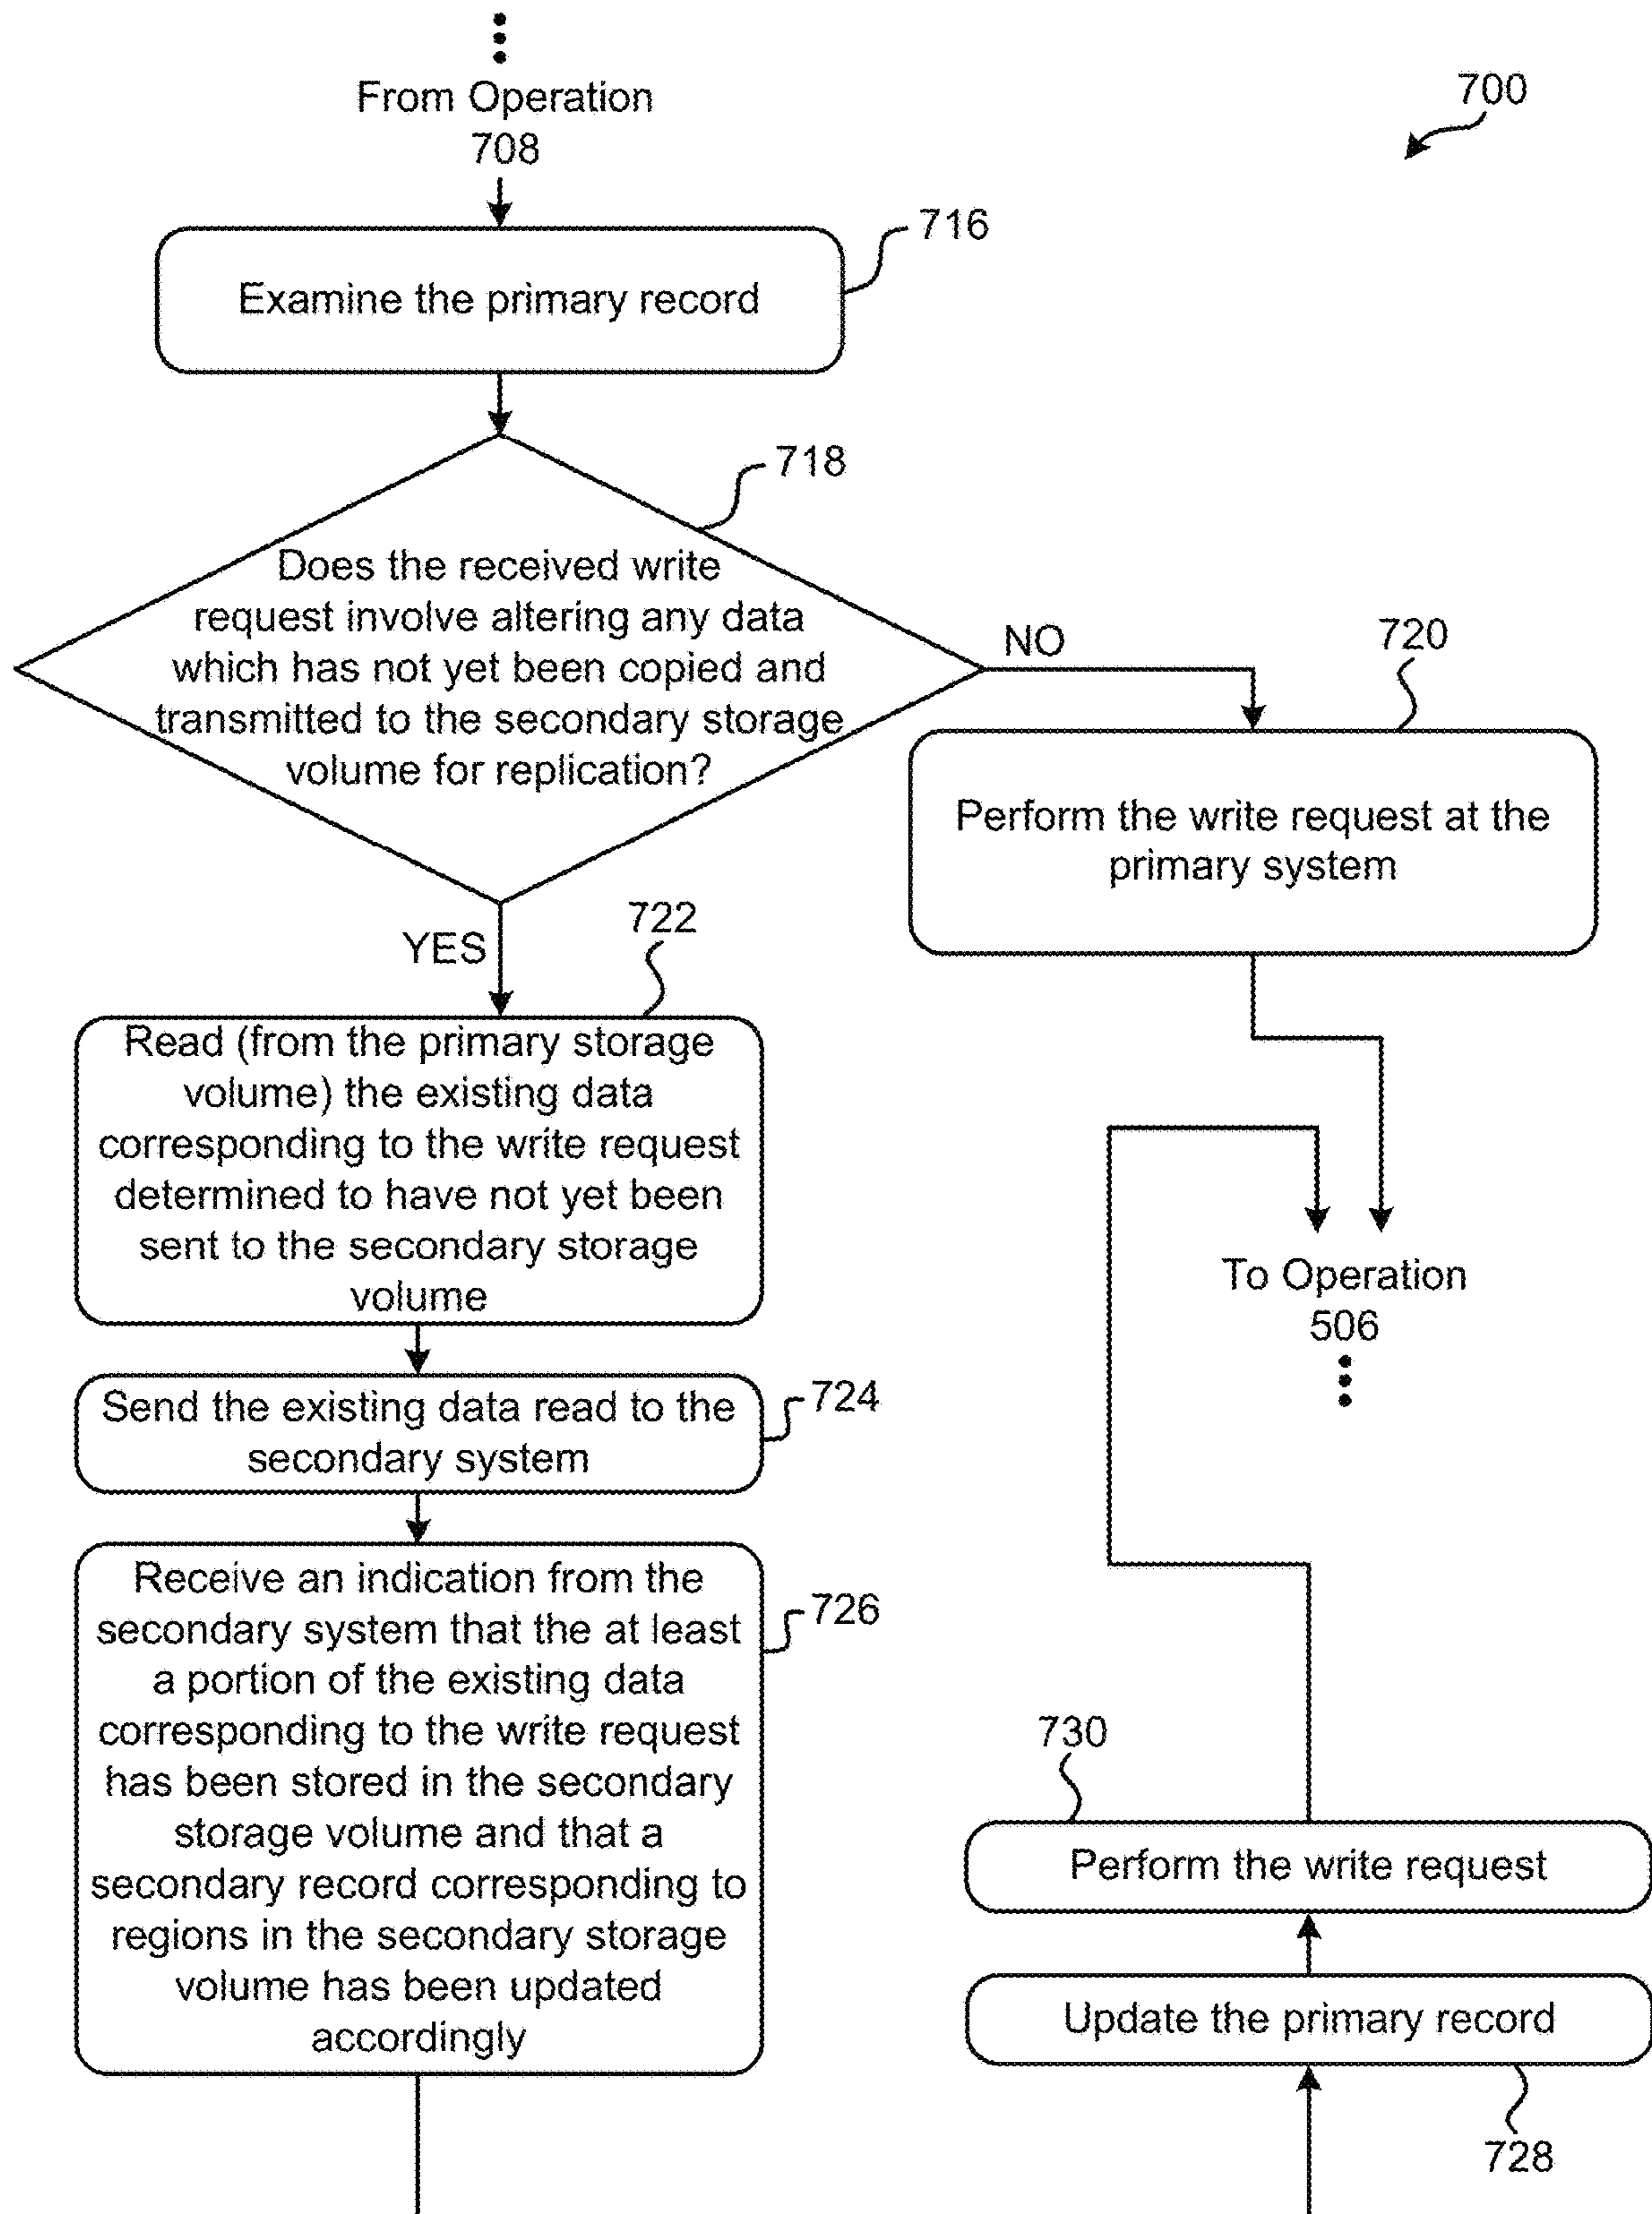 From Operation
708
700
716
Examine the primary record
718
Does the received write
request involve altering any data
which has not yet been copied and
transmitted to the secondary storage
volume for replication?
NO
720
Perform the write request at the
primary system
YES
722
Read (from the primary storage
volume) the existing data
corresponding to the write request
determined to have not yet been
sent to the secondary storage
volume
To Operation
506
724
Send the existing data read to the
secondary system
726
Receive an indication from the
secondary system that the at least
a portion of the existing data
corresponding to the write request
has been stored in the secondary
storage volume and that a
secondary record corresponding to
regions in the secondary storage
volume has been updated
accordingly
730
Perform the write request
Update the primary record
728